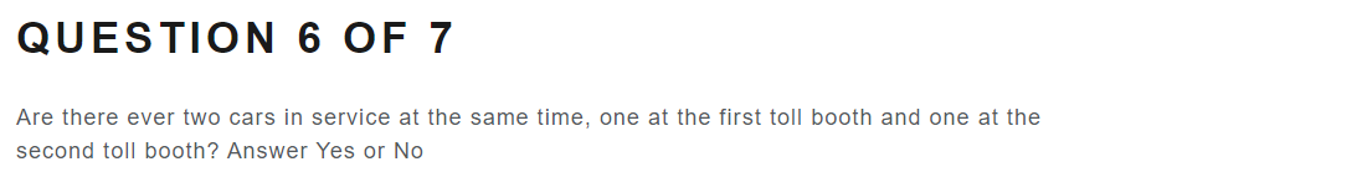 QUESTION 6 OF 7
Are there ever two cars in service at the same time, one at the first toll booth and one at the
second toll booth? Answer Yes or No